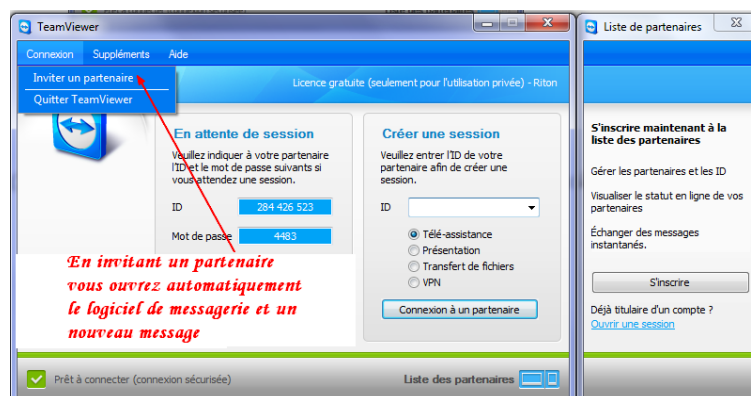 TeamViewer
Connexion Suppléments Aide
Inviter un partenaire
Quitter TeamViewer
Licence gratuite (seulement pour l'utilisation privée) - Riton
En attente de session
Veuillez indiquer à votre partenaire
l'ID et le mot de passe suivants si
vous attendez une session.
ID 284 426 523
Mot de passe 4483
En invitant un partenaire
vous ouvrez automatiquement
le logiciel de messagerie et un
nouveau message
Créer une session
Veuillez entrer l'ID de votre
partenaire afin de créer une
session.
ID
Télé-assistance
Présentation
Transfert de fichiers
VPN
Connexion à un partenaire
Prêt à connecter (connexion sécurisée)
Liste des partenaires
Liste de partenaires
S'inscrire maintenant à la
liste des partenaires
Gérer les partenaires et les ID
Visualiser le statut en ligne de vos
partenaires
Échanger des messages
instantanés.
S'inscrire
Déjà titulaire d'un compte ?
Ouvrir une session